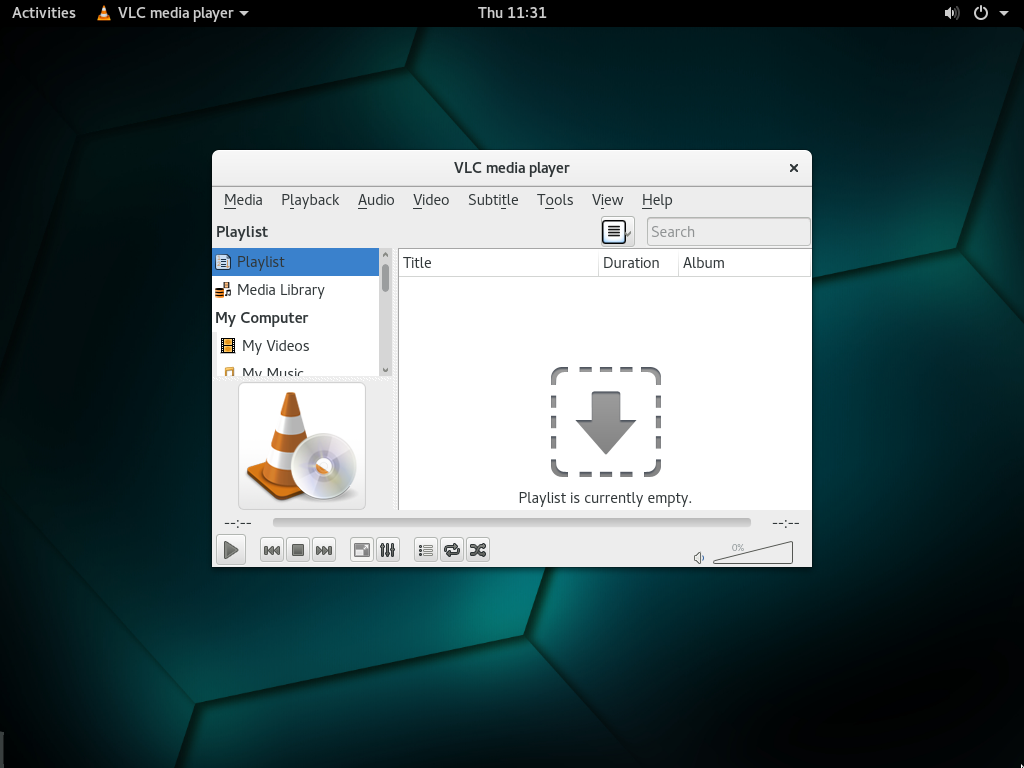 Activities VLC media player Thu 11:31
VLC media player
Media Playback Audio Video Subtitle Tools View Help
Playlist Search
Playlist
Media Library
My Computer
My Videos
My Music
Title Duration Album
Playlist is currently empty.
--:-- --:--
0%